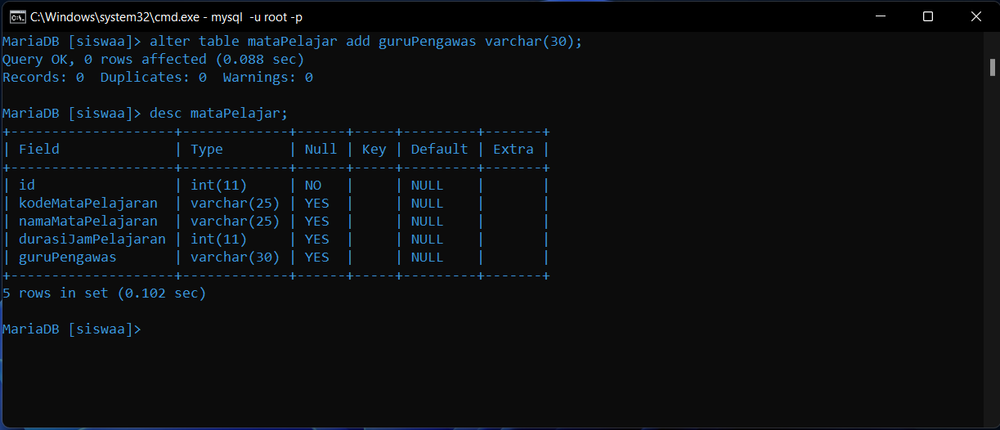 C:\Windows\system32\cmd.exe - mysql  -u root -p
MariaDB [siswaa]> alter table mataPelajar add guruPengawas varchar(30);
Query OK, 0 rows affected (0.088 sec)
Records: 0  Duplicates: 0  Warnings: 0

MariaDB [siswaa]> desc mataPelajar;
+--------------------+-------------+------+-----+---------+-------+
| Field              | Type        | Null | Key | Default | Extra |
+--------------------+-------------+------+-----+---------+-------+
| id                 | int(11)     | NO   |     | NULL    |       |
| kodeMataPelajaran  | varchar(25) | YES  |     | NULL    |       |
| namaMataPelajaran  | varchar(25) | YES  |     | NULL    |       |
| durasiJamPelajaran | int(11)     | YES  |     | NULL    |       |
| guruPengawas       | varchar(30) | YES  |     | NULL    |       |
+--------------------+-------------+------+-----+---------+-------+
5 rows in set (0.102 sec)

MariaDB [siswaa]>